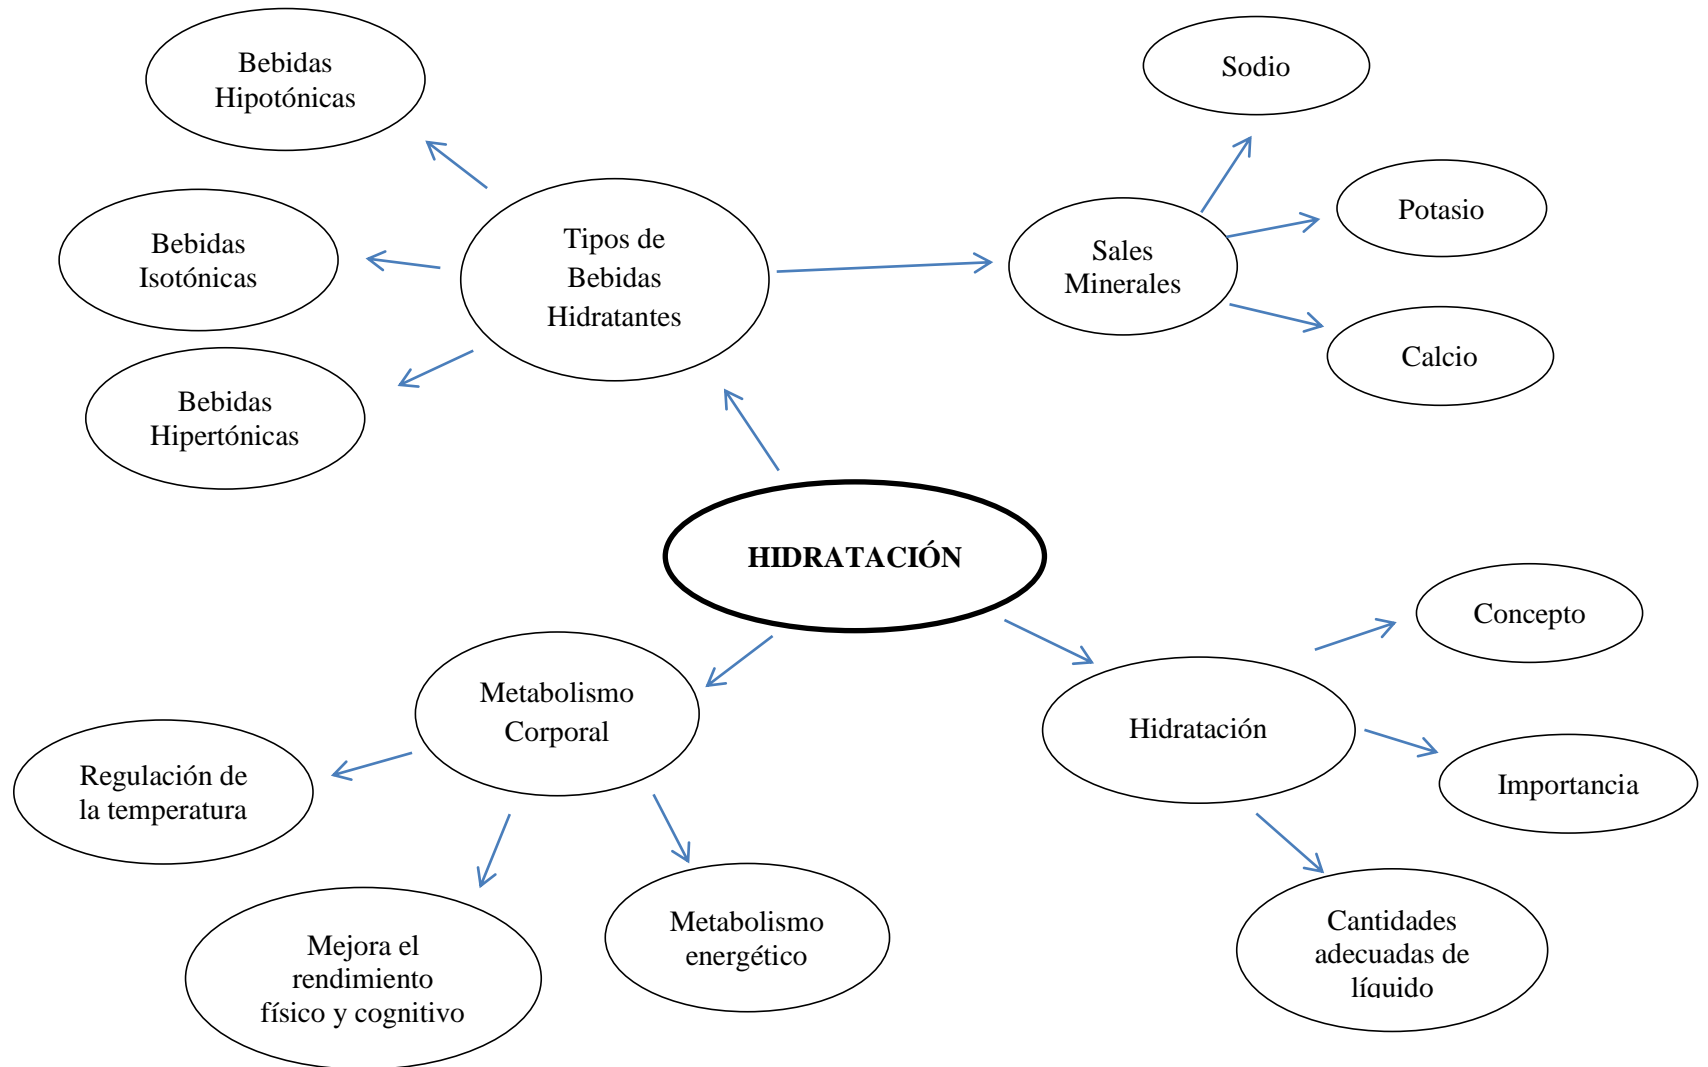 Bebidas
Hipotónicas
Sodio
Bebidas
Isotónicas
Tipos de
Bebidas
Hidratantes
Sales
Minerales
Potasio
Calcio
Bebidas
Hipertónicas
HIDRATACIÓN
Concepto
Metabolismo
Corporal
Hidratación
Regulación de
la temperatura
Importancia
Mejora el
rendimiento
físico y cognitivo
Metabolismo
energético
Cantidades
adecuadas de
líquido